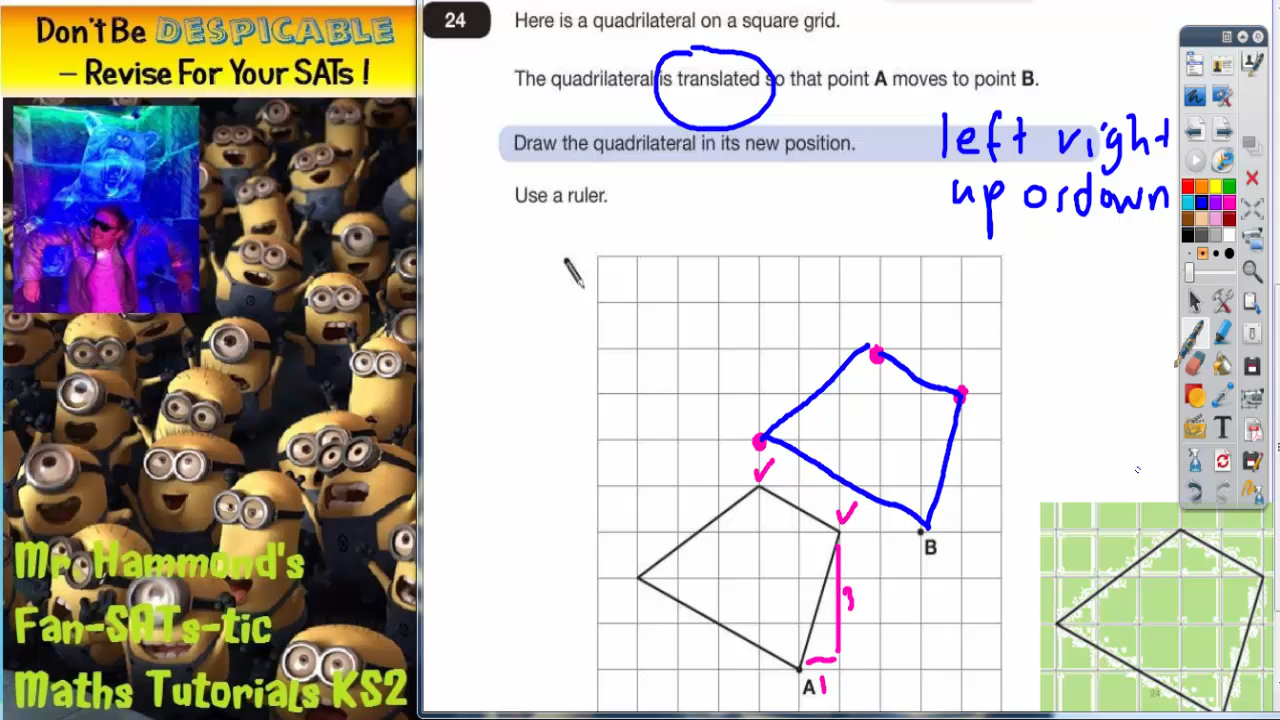 Don't Be DESPICABLE
– Revise For Your SATs !
Mr. Hammond's
Fan-SATs-tic
Maths Tutorials KS2
24
Here is a quadrilateral on a square grid.
The quadrilateral is translated so that point A moves to point B.
Draw the quadrilateral in its new position.
Use a ruler.
left right
up or down
B
3
A
1
24